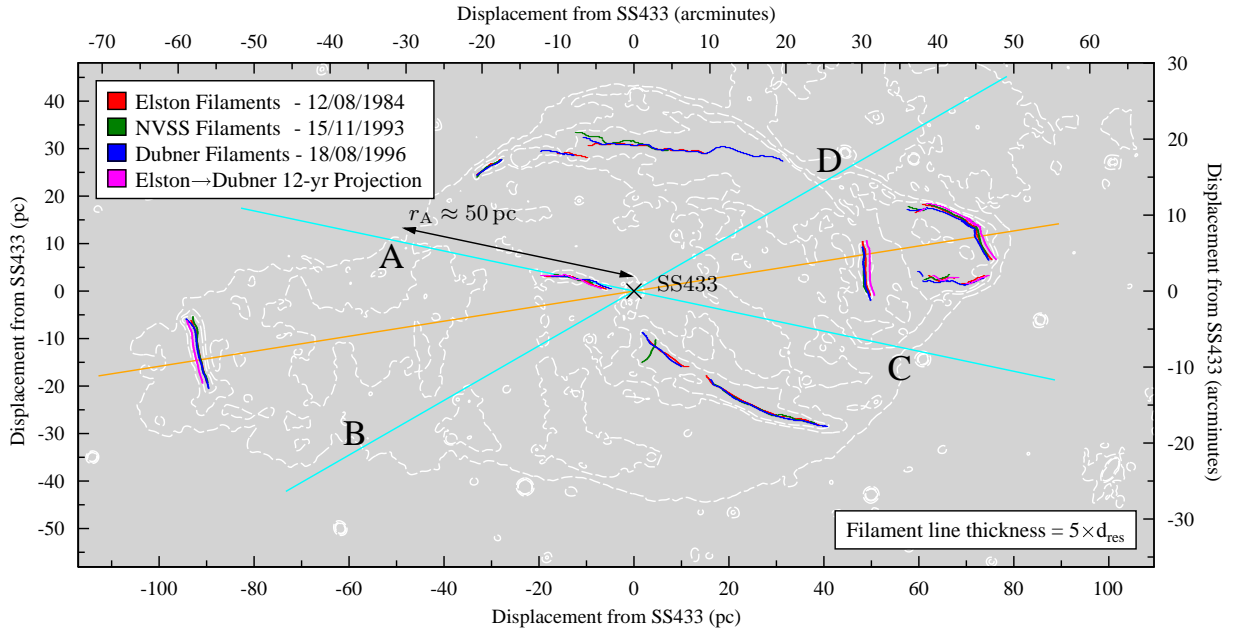 Displacement from SS433 (arcminutes)
-70 -60 -50 -40 -30 -20 -10 0 10 20 30 40 50 60
Elston Filaments - 12/08/1984
NVSS Filaments - 15/11/1993
Dubner Filaments - 18/08/1996
Elston→Dubner 12-yr Projection
40 30 20 10 0 -10 -20 -30 -40 -50
Displacement from SS433 (pc)
30 20 10 0 -10 -20 -30
Displacement from SS433 (arcminutes)
D
r_A ≈ 50 pc
A
SS433
C
B
Filament line thickness = 5×d_res
-100 -80 -60 -40 -20 0 20 40 60 80 100
Displacement from SS433 (pc)